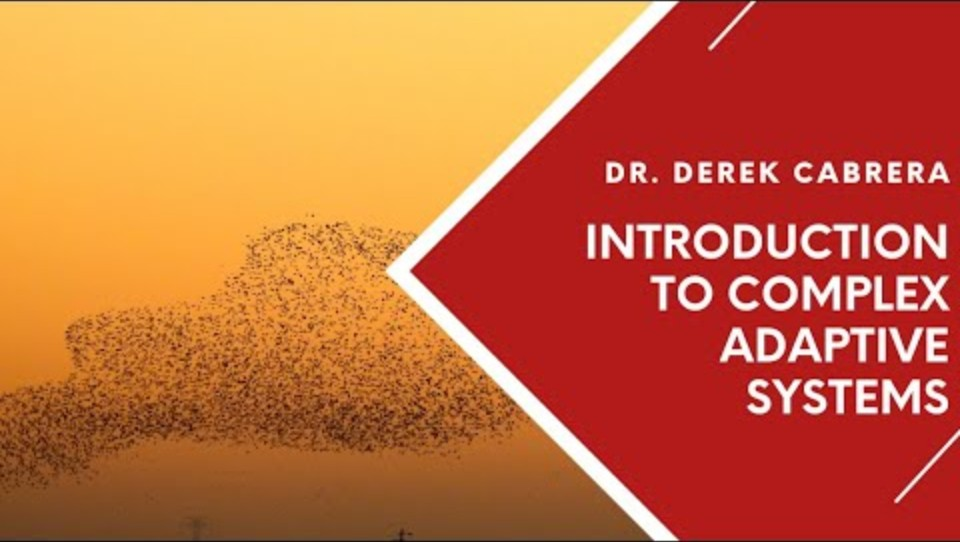 DR. DEREK CABRERA
INTRODUCTION
TO COMPLEX
ADAPTIVE
SYSTEMS